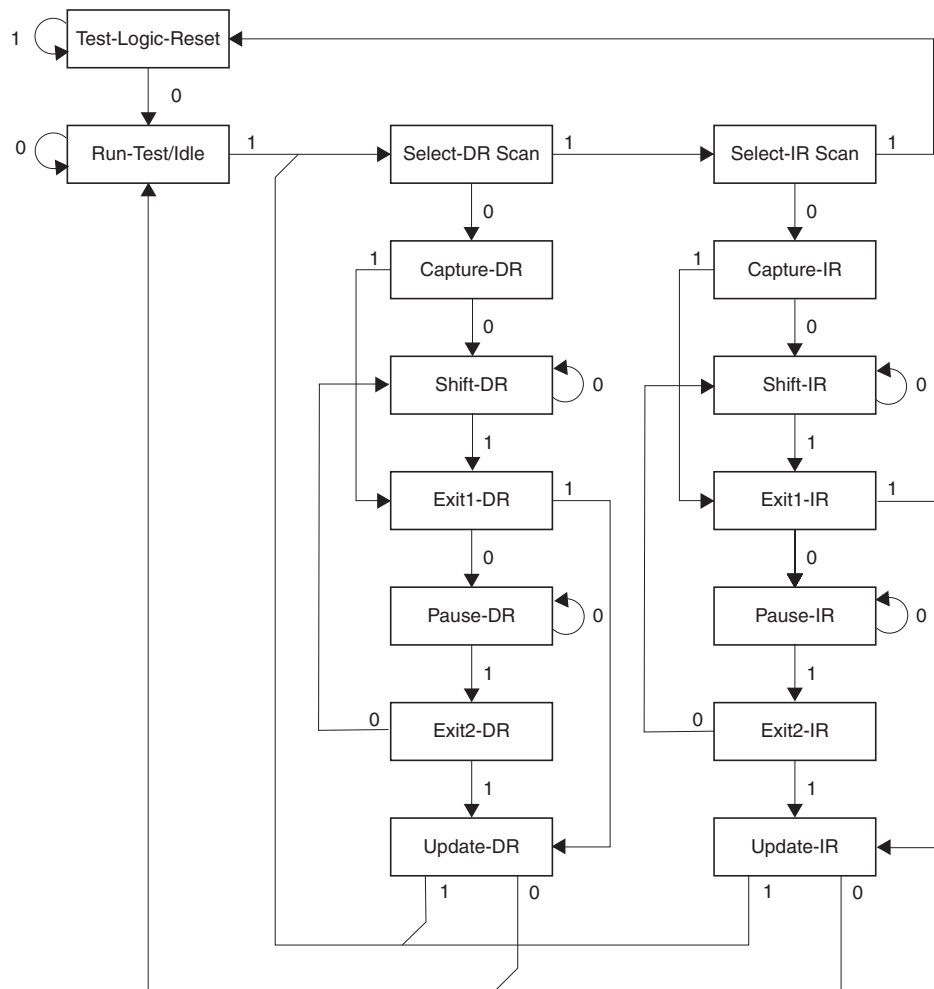 1 Test-Logic-Reset
0
0 Run-Test/Idle 1 Select-DR Scan 1 Select-IR Scan 1
0 0
1 Capture-DR 1 Capture-IR
0 0
Shift-DR 0 Shift-IR 0
1 1
Exit1-DR 1 Exit1-IR 1
0 0
Pause-DR 0 Pause-IR 0
1 1
0 Exit2-DR 0 Exit2-IR
1 1
Update-DR Update-IR
1 0 1 0